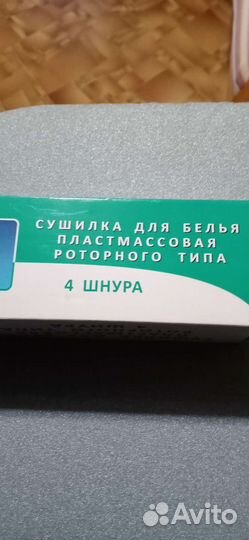 СУШИЛКА ДЛЯ БЕЛЬЯ
ПЛАСТМАССОВАЯ
РОТОРНОГО ТИПА
4 ШНУРА
Avito